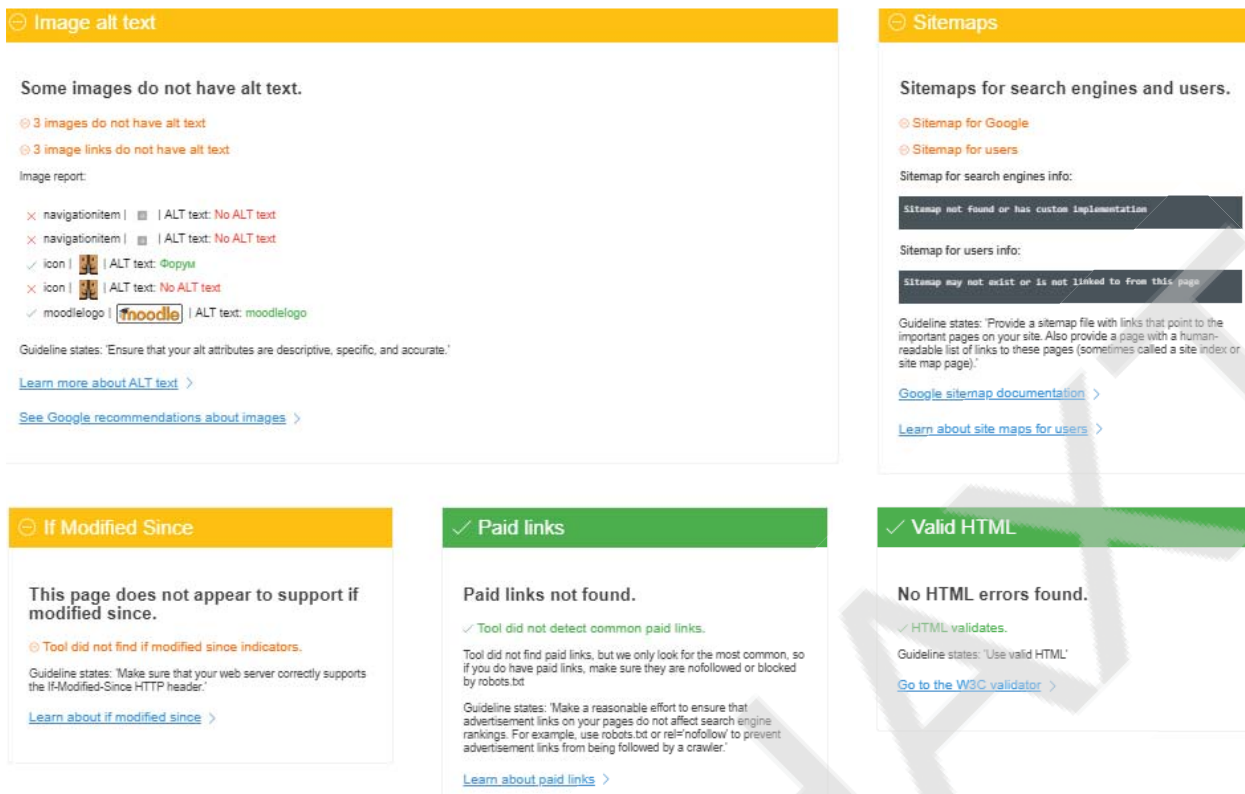 Image alt text
Some images do not have alt text.
3 images do not have alt text
3 image links do not have alt text
Image report:
navigationitem | | ALT text: No ALT text
navigationitem | | ALT text: No ALT text
icon | | ALT text: Форум
icon | | ALT text: No ALT text
moodlelogo | moodle | ALT text: moodlelogo
Guideline states: 'Ensure that your alt attributes are descriptive, specific, and accurate.'
Learn more about ALT text
See Google recommendations about images
Sitemaps
Sitemaps for search engines and users.
Sitemap for Google
Sitemap for users
Sitemap for search engines info:
Sitemap not found or has custom implementation
Sitemap for users info:
Sitemap may not exist or is not linked to from this page
Guideline states: 'Provide a sitemap file with links that point to the
important pages on your site. Also provide a page with a human-
readable list of links to these pages (sometimes called a site index or
site map page).'
Google sitemap documentation
Learn about site maps for users
If Modified Since
This page does not appear to support if
modified since.
Tool did not find if modified since indicators.
Guideline states: 'Make sure that your web server correctly supports
the If-Modified-Since HTTP header.'
Learn about if modified since
Paid links
Paid links not found.
Tool did not detect common paid links.
Tool did not find paid links, but we only look for the most common, so
if you do have paid links, make sure they are nofollowed or blocked
by robots.txt
Guideline states: 'Make a reasonable effort to ensure that
advertisement links on your pages do not affect search engine
rankings. For example, use robots.txt or rel='nofollow' to prevent
advertisement links from being followed by a crawler.'
Learn about paid links
Valid HTML
No HTML errors found.
HTML validates.
Guideline states: 'Use valid HTML'
Go to the W3C validator